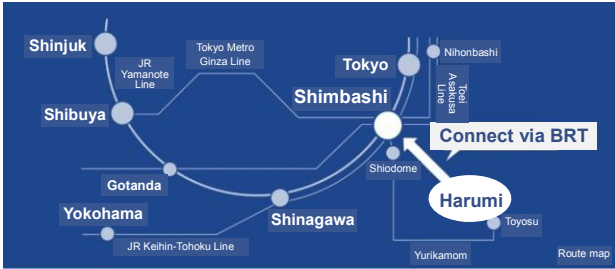 Shinjuk
JR
Yamanote
Line
Tokyo Metro
Ginza Line
Tokyo
Nihonbashi
Toei
Asakusa
Line
Shibuya
Shimbashi
Connect via BRT
Shiodome
Gotanda
Harumi
Yokohama
Shinagawa
Toyosu
JR Keihin-Tohoku Line
Yurikamom
Route map